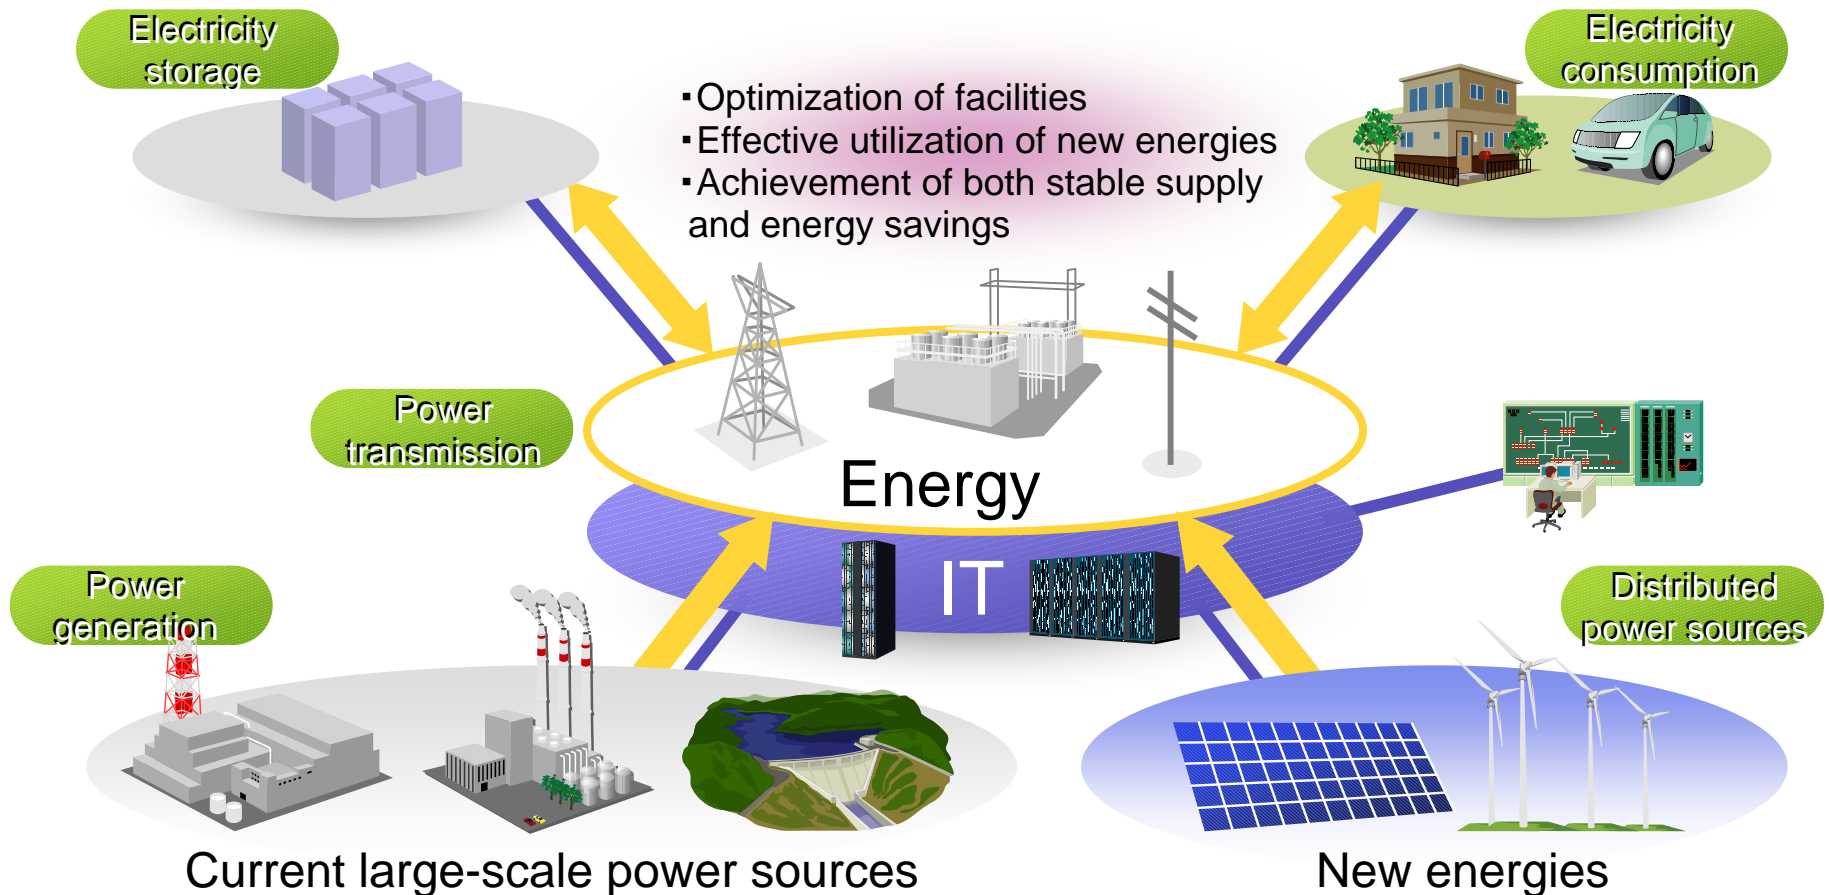 Electricity
storage
▪Optimization of facilities
▪Effective utilization of new energies
▪Achievement of both stable supply
and energy savings
Electricity
consumption
Power
transmission
Energy
IT
Power
generation
Distributed
power sources
Current large-scale power sources
New energies